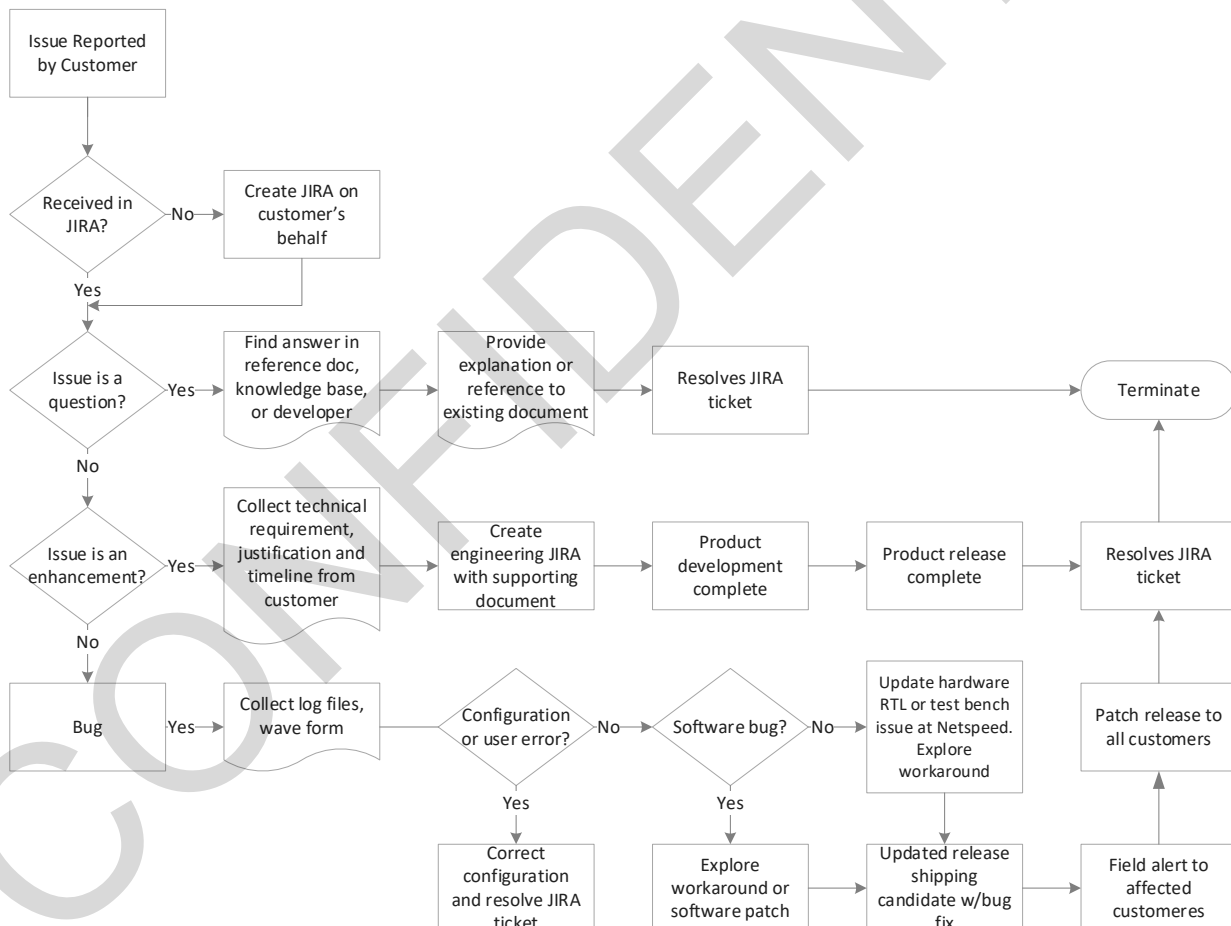 Issue Reported
by Customer
Received in
JIRA?
No
Create JIRA on
customer's
behalf
Yes
Issue is a
question?
Yes
Find answer in
reference doc,
knowledge base,
or developer
Provide
explanation or
reference to
existing document
Resolves JIRA
ticket
Terminate
No
Issue is an
enhancement?
Yes
Collect technical
requirement,
justification and
timeline from
customer
Create
engineering JIRA
with supporting
document
Product
development
complete
Product release
complete
Resolves JIRA
ticket
No
Bug
Yes
Collect log files,
wave form
Configuration
or user error?
No
Software bug?
No
Update hardware
RTL or test bench
issue at Netspeed.
Explore
workaround
Patch release to
all customers
Yes
Yes
Correct
configuration
and resolve JIRA
ticket
Explore
workaround or
software patch
Updated release
shipping
candidate w/bug
fix
Field alert to
affected
customeres
CONFIDEN